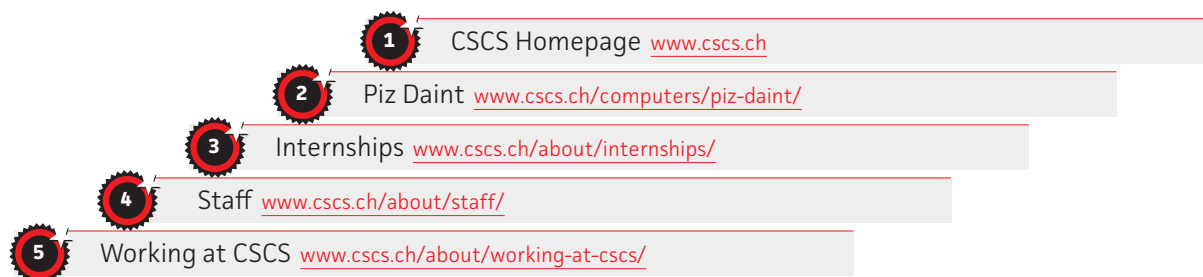 1 CSCS Homepage www.cscs.ch
2 Piz Daint www.cscs.ch/computers/piz-daint/
3 Internships www.cscs.ch/about/internships/
4 Staff www.cscs.ch/about/staff/
5 Working at CSCS www.cscs.ch/about/working-at-cscs/